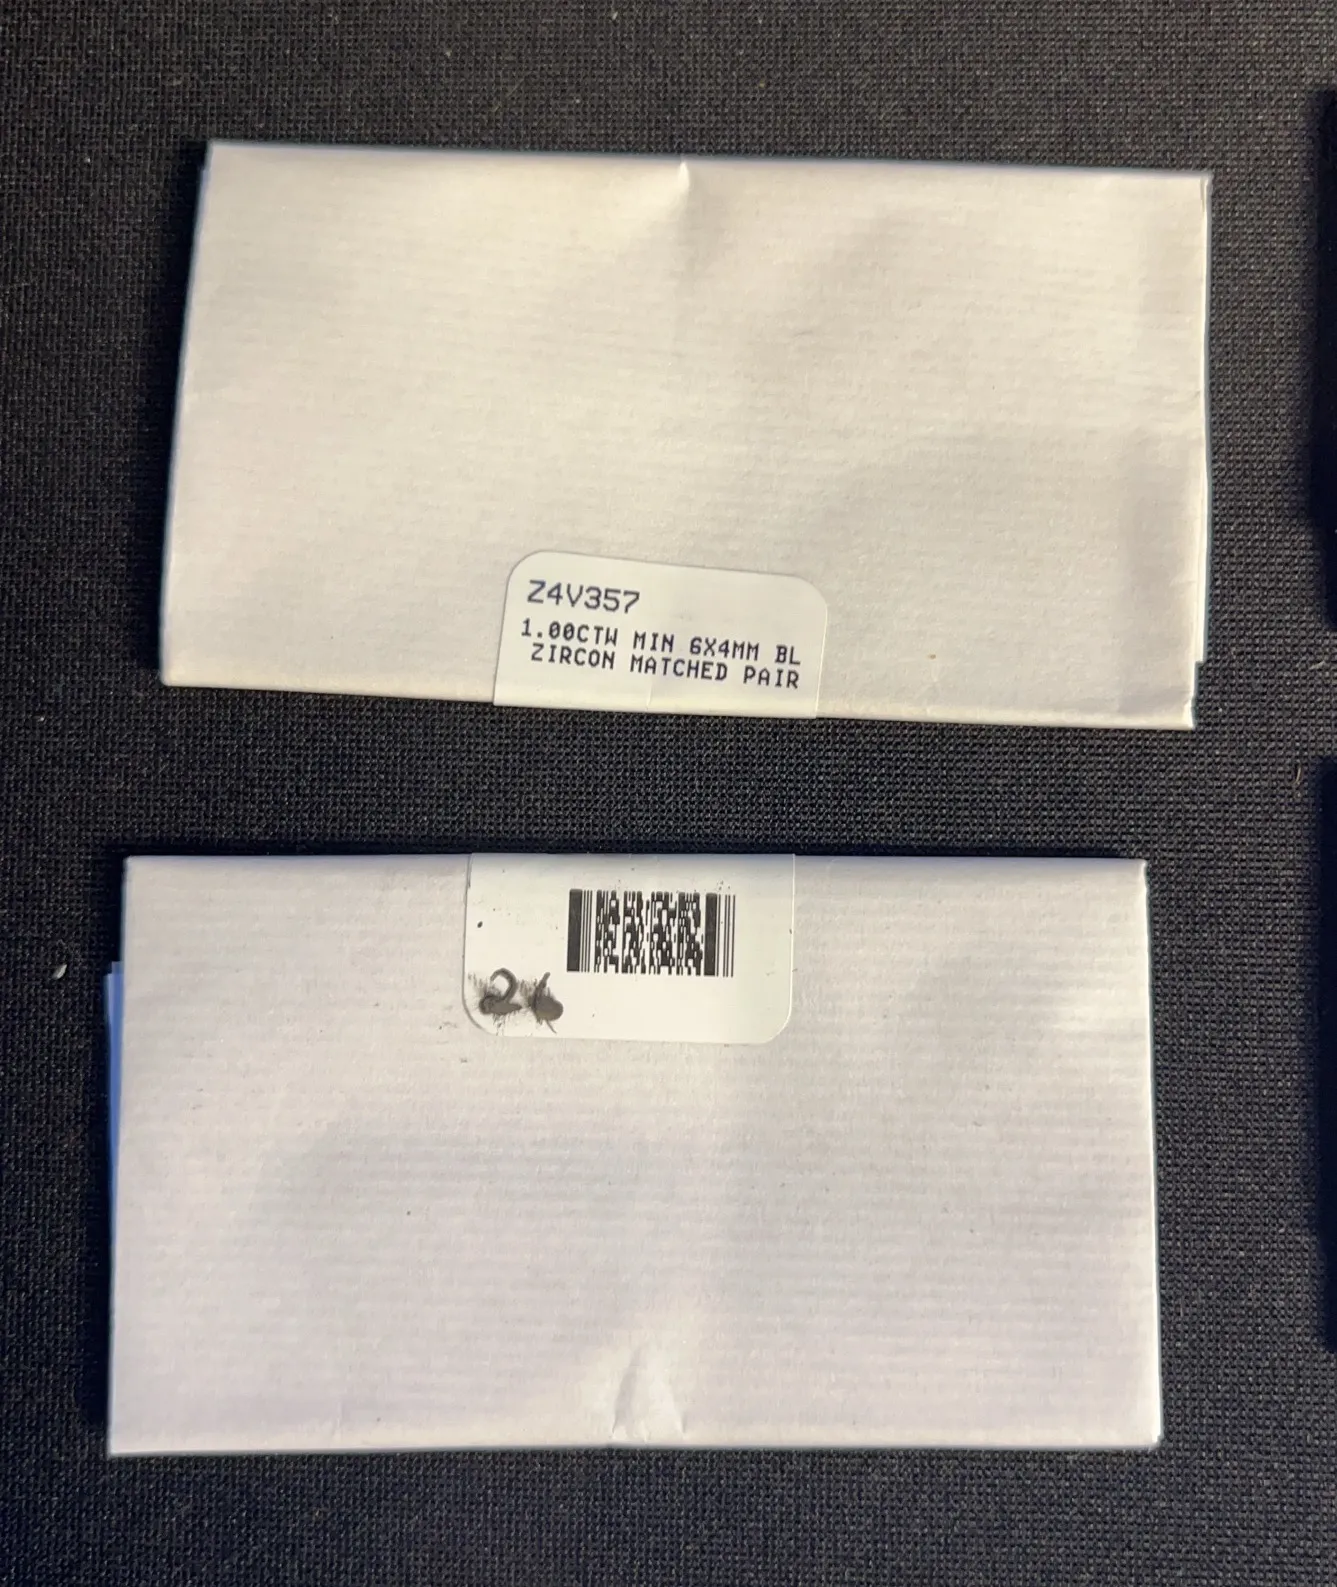 Z4V357
1.00CTW MIN 6X4MM BL
ZIRCON MATCHED PAIR